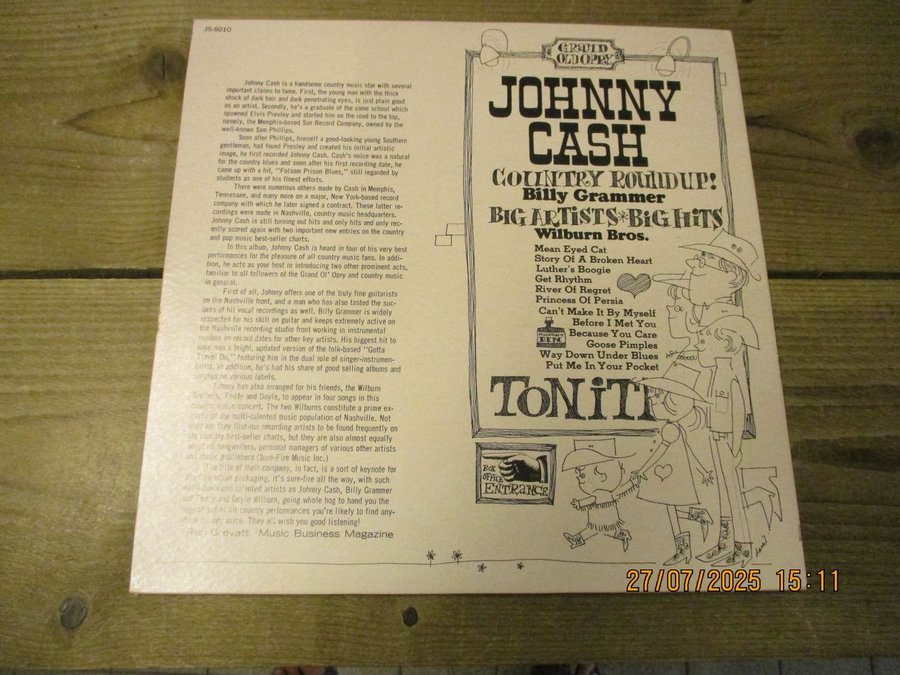 JS-6010
Johnny Cash is a handsome country music star with several
important claims to fame. First, the young man with the thick
shock of dark hair and dark penetrating eyes, is just plain good
as an artist. Secondly, he's a graduate of the same school which
spawned Elvis Presley and started him on the road to the top,
namely, the Memphis-based Sun Record Company, owned by the
well-known Sam Phillips.
Soon after Phillips, himself a good-looking young Southern
gentleman, had found Presley and created his initial artistic
image, he first recorded Johnny Cash. Cash's voice was a natural
for the country blues and soon after his first recording date, he
came up with a hit, "Folsom Prison Blues," still regarded by
students as one of his finest efforts.
There were numerous others made by Cash in Memphis,
Tennessee, and many more on a major, New York-based record
company with which he later signed a contract. These latter re-
cordings were made in Nashville, country music headquarters.
Johnny Cash is still turning out hits and only hits and only rec-
ently scored again with two important new entries on the country
and pop music best-seller charts.
In this album, Johnny Cash is heard in four of his very best
performances for the pleasure of all country music fans. In addi-
tion, he acts as your host in introducing two other prominent acts,
familiar to all followers of the Grand Ol' Opry and country music
in general.
First of all, Johnny offers one of the truly fine guitarists
on the Nashville front, and a man who has also tasted the suc-
cess of hit vocal recordings as well. Billy Grammer is widely
respected for his skill on guitar and keeps extremely active on
the Nashville recording studio front working in instrumental
on record dates for other key artists. His biggest hit to
date was a bright, updated version of the folk-based "Gotta
Travel On," featuring him in the dual role of singer-instrumen-
talist. In addition, he's had his share of good selling albums and
singles on various labels.
Johnny has also arranged for his friends, the Wilburn
Brothers, Teddy and Doyle, to appear in four songs in this
country music concert. The two Wilburns constitute a prime ex-
ample of the multi-talented music population of Nashville. Not
only are they first-run recording artists to be found frequently on
the country best-seller charts, but they are also almost equally
songwriters, personal managers of various other artists
and music publishers (Sure-Fire Music Inc.)
The title of their company, in fact, is a sort of keynote for
album packaging. It's sure-fire all the way, with such
talented artists as Johnny Cash, Billy Grammer
and Teddy and Doyle Wilburn, going whole hog to hand you the
country performances you're likely to find any-
They all wish you good listening!
Ren Grevatt Music Business Magazine
GRAND
OLD OPRY
JOHNNY
CASH
COUNTRY ROUNDUP!
Billy Grammer
BIG ARTISTS*BIG HITS
Wilburn Bros.
Mean Eyed Cat
Story Of A Broken Heart
Luther's Boogie
Get Rhythm
River Of Regret
Princess Of Persia
Can't Make It By Myself
Before I Met You
Because You Care
Goose Pimples
Way Down Under Blues
Put Me In Your Pocket
TONITE
BOX
OFFICE
ENTRANCE
27/07/2025 15:11